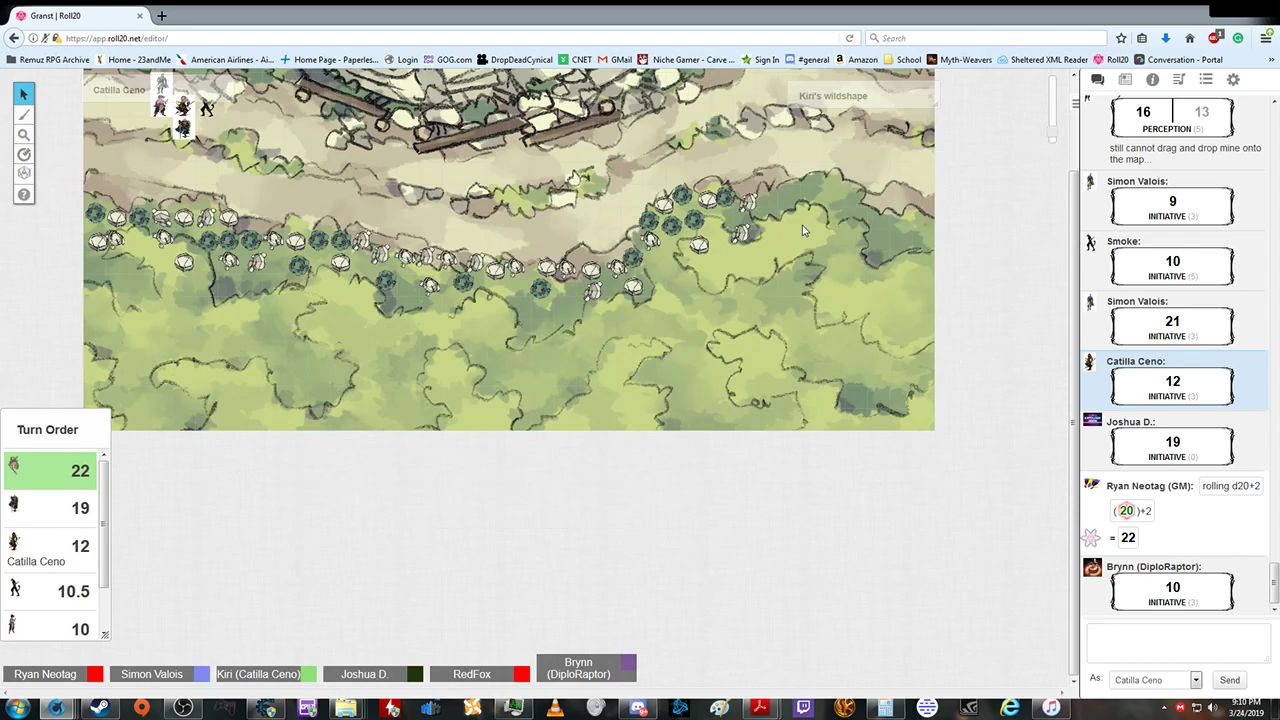 Granst | Roll20
https://app.roll20.net/editor/
Search
Remuz RPG Archive
Home - 23andMe
American Airlines - Ai...
Home Page - Paperles...
Login
GOG.com
DropDeadCynical
CNET
GMail
Niche Gamer - Carve ...
Sign In
#general
Amazon
School
Myth-Weavers
Sheltered XML Reader
Roll20
Conversation - Portal
Catilla Ceno
Kiri's wildshape
16 13
PERCEPTION (5)
still cannot drag and drop mine onto
the map...
Simon Valois:
9
INITIATIVE (3)
Smoke:
10
INITIATIVE (5)
Simon Valois:
21
INITIATIVE (3)
Catilla Ceno:
12
INITIATIVE (3)
Joshua D.:
19
INITIATIVE (0)
Ryan Neotag (GM): rolling d20+2
(20)+2
= 22
Brynn (DiploRaptor):
10
INITIATIVE (3)
As: Catilla Ceno Send
Turn Order
22
19
12
Catilla Ceno
10.5
10
Ryan Neotag
Simon Valois
Kiri (Catilla Ceno)
Joshua D.
RedFox
Brynn
(DiploRaptor)
9:10 PM
3/24/2019